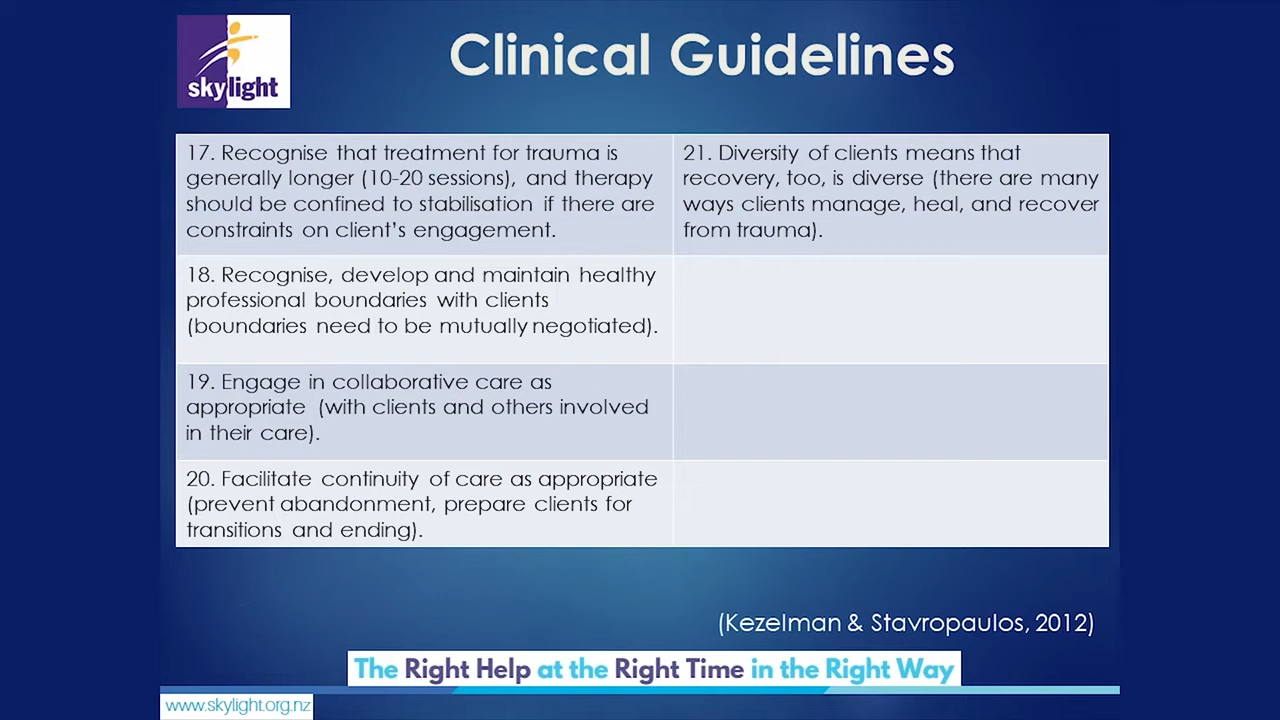 skylight
Clinical Guidelines
17. Recognise that treatment for trauma is
generally longer (10-20 sessions), and therapy
should be confined to stabilisation if there are
constraints on client's engagement.
21. Diversity of clients means that
recovery, too, is diverse (there are many
ways clients manage, heal, and recover
from trauma).
18. Recognise, develop and maintain healthy
professional boundaries with clients
(boundaries need to be mutually negotiated).
19. Engage in collaborative care as
appropriate (with clients and others involved
in their care).
20. Facilitate continuity of care as appropriate
(prevent abandonment, prepare clients for
transitions and ending).
(Kezelman & Stavropaulos, 2012)
The Right Help at the Right Time in the Right Way
www.skylight.org.nz